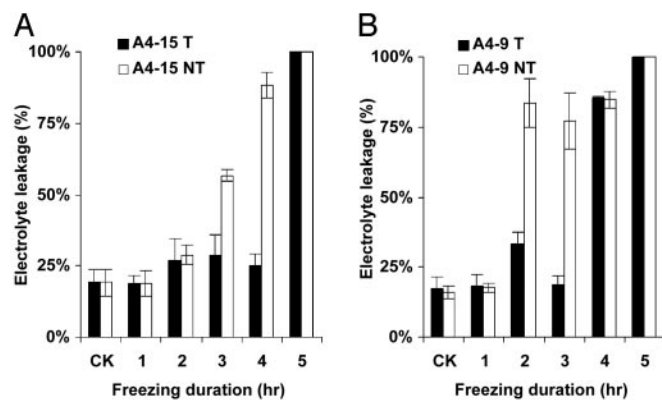 A
A4-15 T
A4-15 NT
Electrolyte leakage (%)
100%
75%
50%
25%
0%
CK 1 2 3 4 5
Freezing duration (hr)
B
A4-9 T
A4-9 NT
Electrolyte leakage (%)
100%
75%
50%
25%
0%
CK 1 2 3 4 5
Freezing duration (hr)